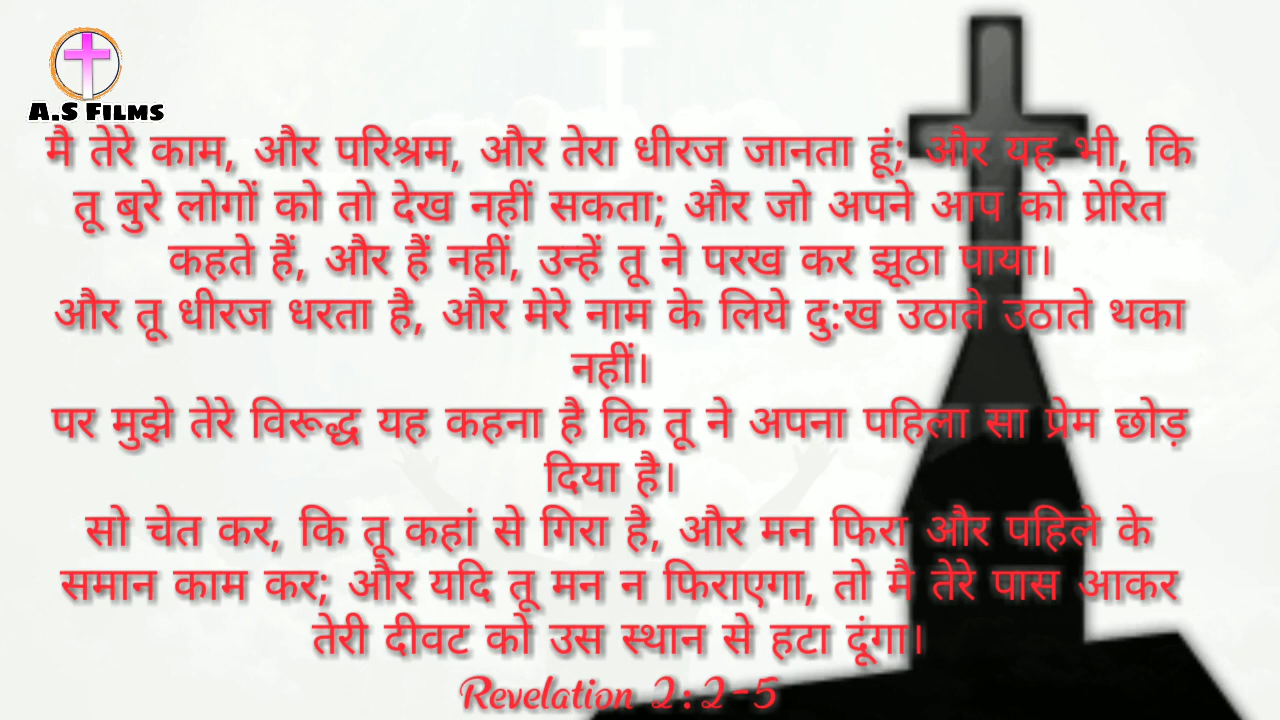 A.S FILMS
मै तेरे काम, और परिश्रम, और तेरा धीरज जानता हूं; और यह भी, कि
तू बुरे लोगों को तो देख नहीं सकता; और जो अपने आप को प्रेरित
कहते हैं, और हैं नहीं, उन्हें तू ने परख कर झूठा पाया।
और तू धीरज धरता है, और मेरे नाम के लिये दु:ख उठाते उठाते थका
नहीं।
पर मुझे तेरे विरूद्ध यह कहना है कि तू ने अपना पहिला सा प्रेम छोड़
दिया है।
सो चेत कर, कि तू कहां से गिरा है, और मन फिरा और पहिले के
समान काम कर; और यदि तू मन न फिराएगा, तो मै तेरे पास आकर
तेरी दीवट को उस स्थान से हटा दूंगा।
Revelation 2:2-5